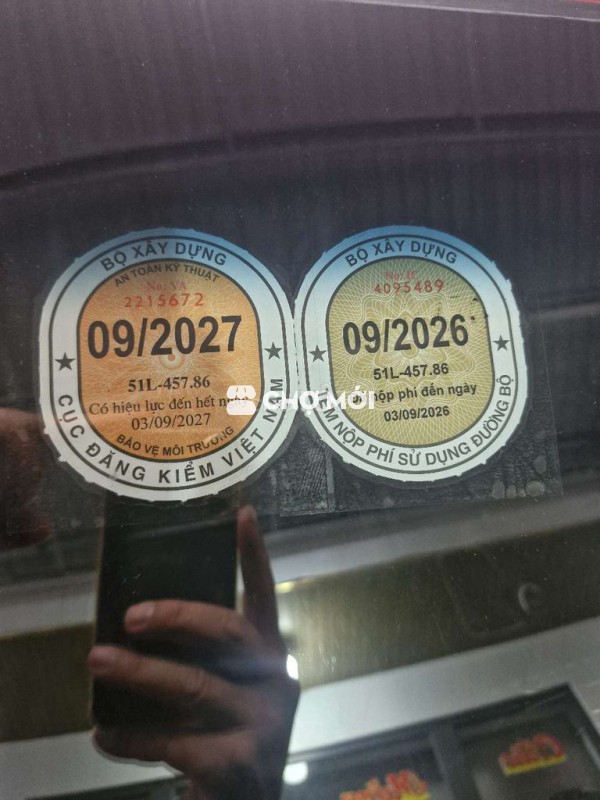 BỘ XÂY DỰNG
AN TOÀN KỸ THUẬT
No: VA
2215672
09/2027
51L-457.86
Có hiệu lực đến hết
03/09/2027
BẢO VỆ MÔI TRƯỜNG
CỤC ĐĂNG KIỂM VIỆT NAM
BỘ XÂY DỰNG
4095489
09/2026
51L-457.86
nộp phí đến ngày
03/09/2026
NỘP PHÍ SỬ DỤNG ĐƯỜNG BỘ
CHỢ MỚI